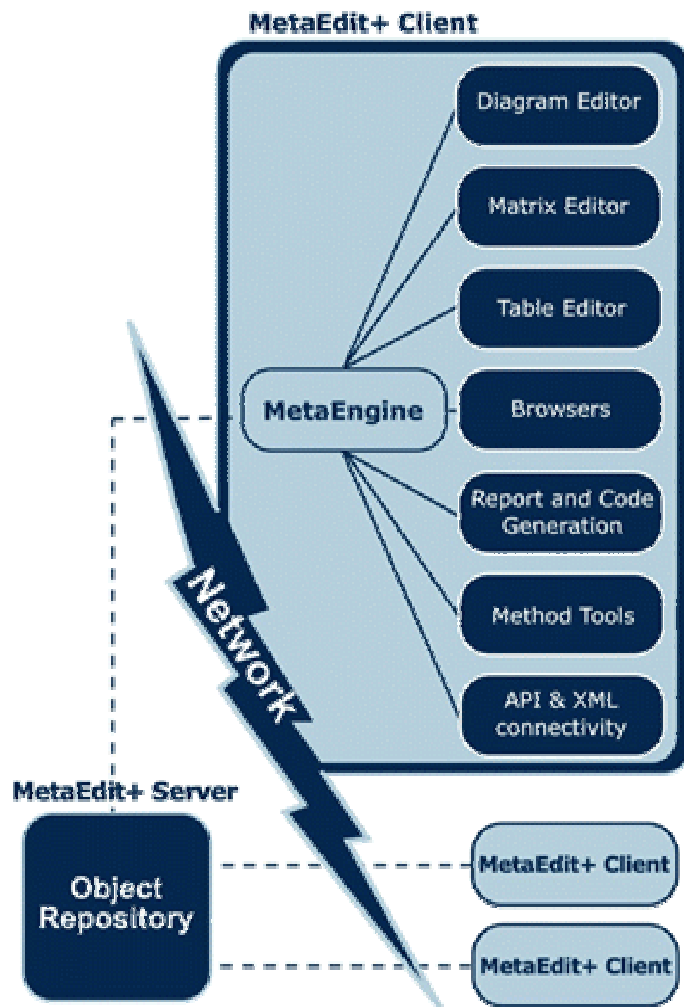 MetaEdit+ Client
Diagram Editor
Matrix Editor
Table Editor
MetaEngine
Browsers
Report and Code
Generation
Method Tools
API & XML
connectivity
Network
MetaEdit+ Server
Object
Repository
MetaEdit+ Client
MetaEdit+ Client